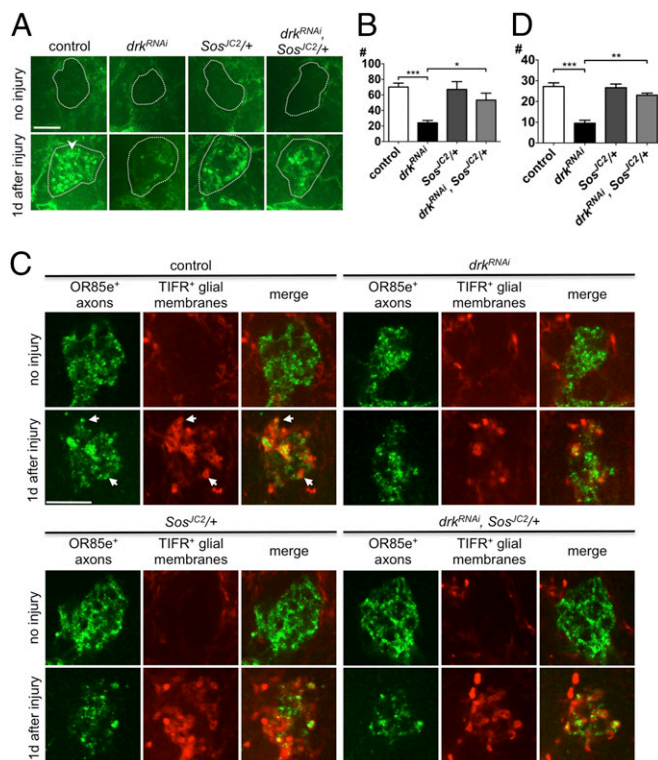 A
control
drk^RNAi
Sos^JC2/+
drk^RNAi,
Sos^JC2/+
no injury
1d after injury
B
#
100
80
60
40
20
0
***
*
control
drk^RNAi
Sos^JC2/+
drk^RNAi, Sos^JC2/+
D
#
40
30
20
10
0
***
**
control
drk^RNAi
Sos^JC2/+
drk^RNAi, Sos^JC2/+
C
control
OR85e+
axons
TIFR+ glial
membranes
merge
no injury
1d after injury
drk^RNAi
OR85e+
axons
TIFR+ glial
membranes
merge
Sos^JC2/+
OR85e+
axons
TIFR+ glial
membranes
merge
no injury
1d after injury
drk^RNAi, Sos^JC2/+
OR85e+
axons
TIFR+ glial
membranes
merge